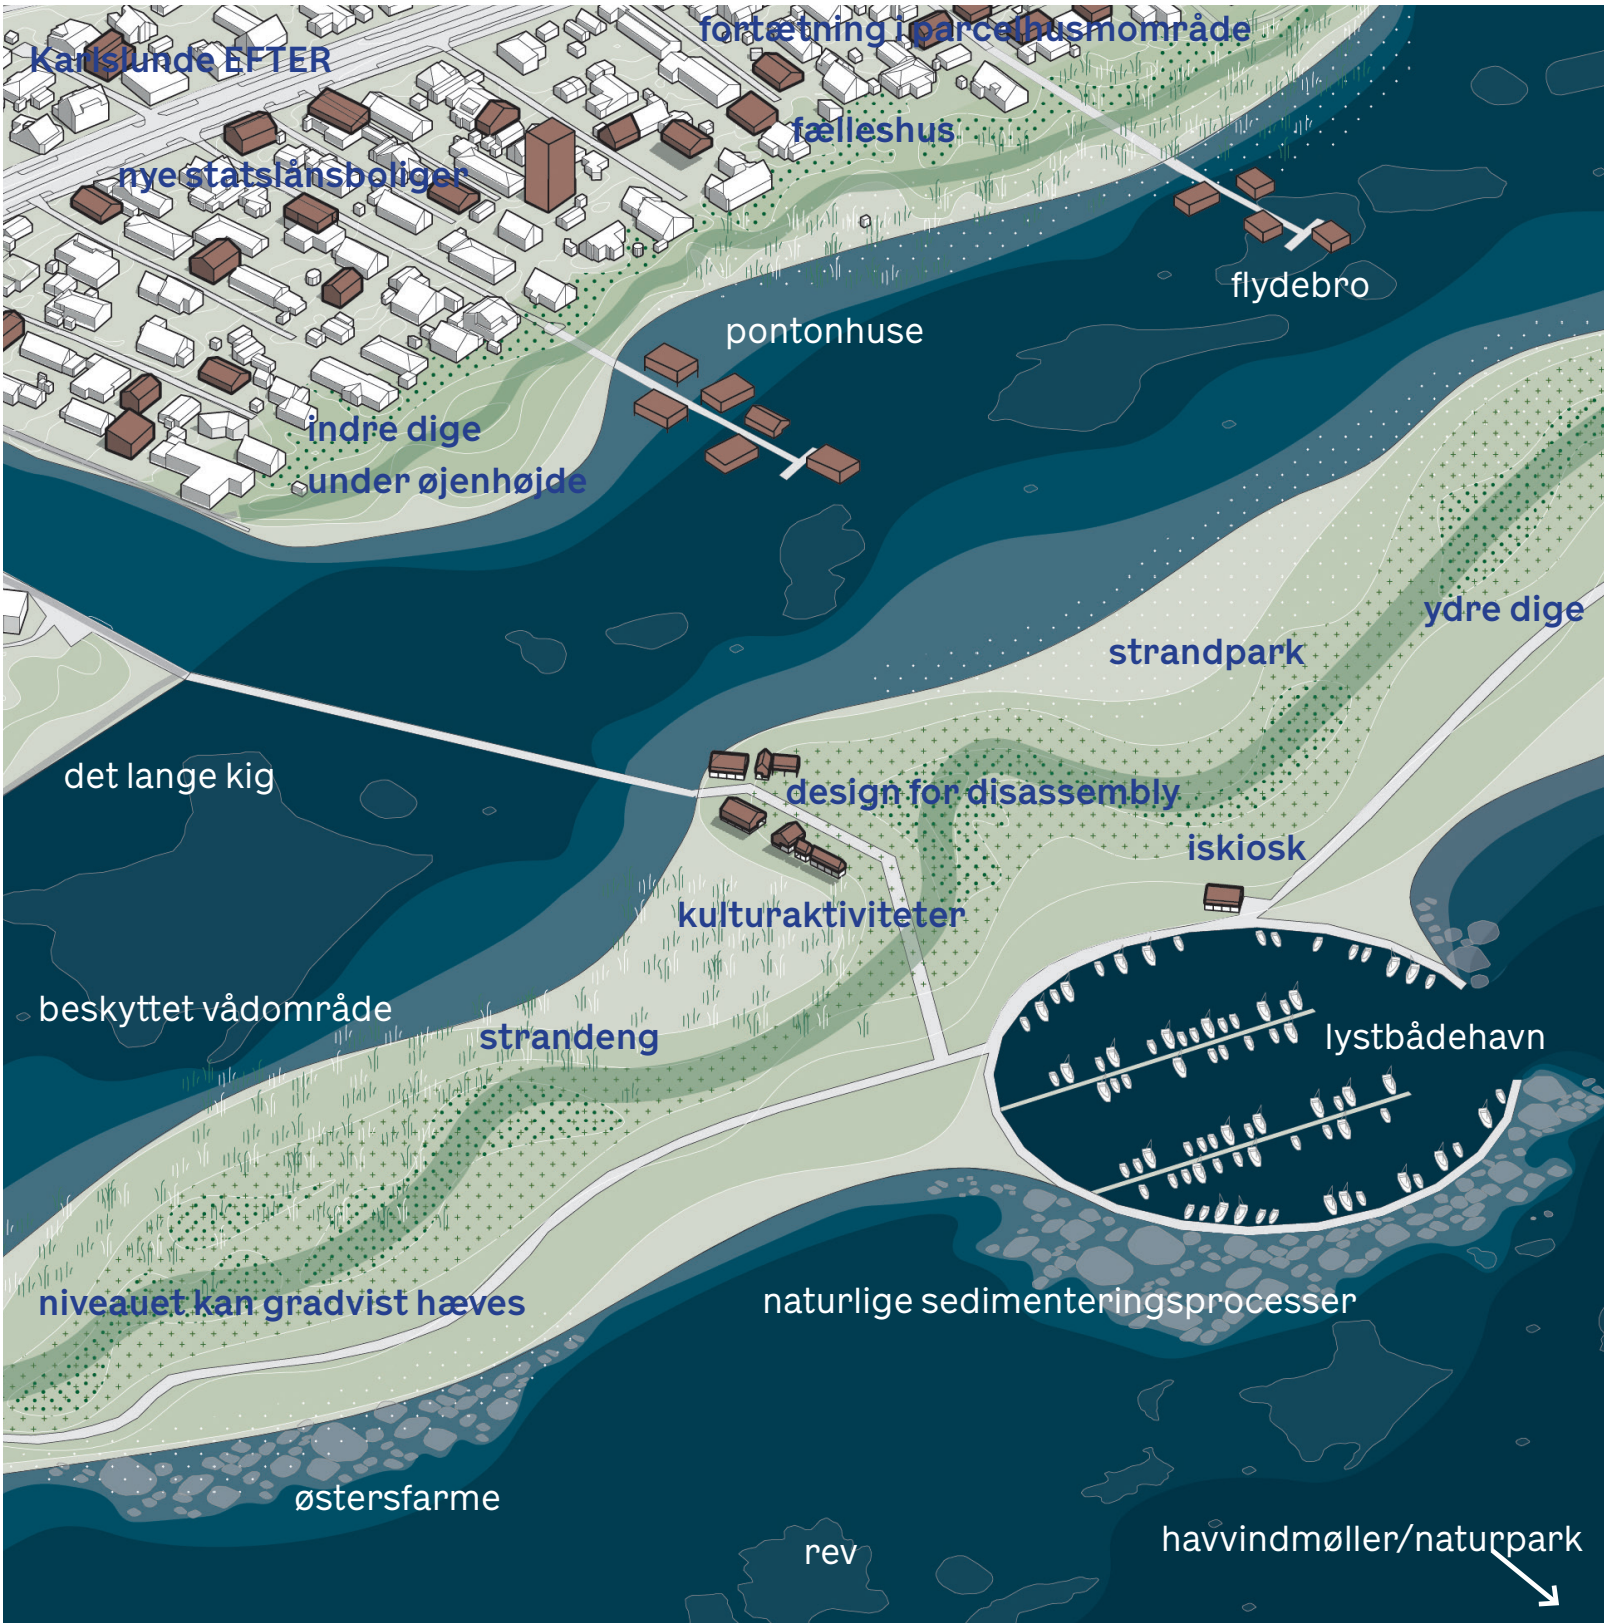 fortætning i parcelhusmområde
Karlslunde EFTER
fælleshus
nye statslånsboliger
flydebro
pontonhuse
indre dige
under øjenhøjde
ydre dige
strandpark
det lange kig
design for disassembly
iskiosk
kulturaktiviteter
beskyttet vådområde
strandeng
lystbådehavn
niveauet kan gradvist hæves
naturlige sedimenteringsprocesser
østersfarme
havvindmøller/naturpark
rev